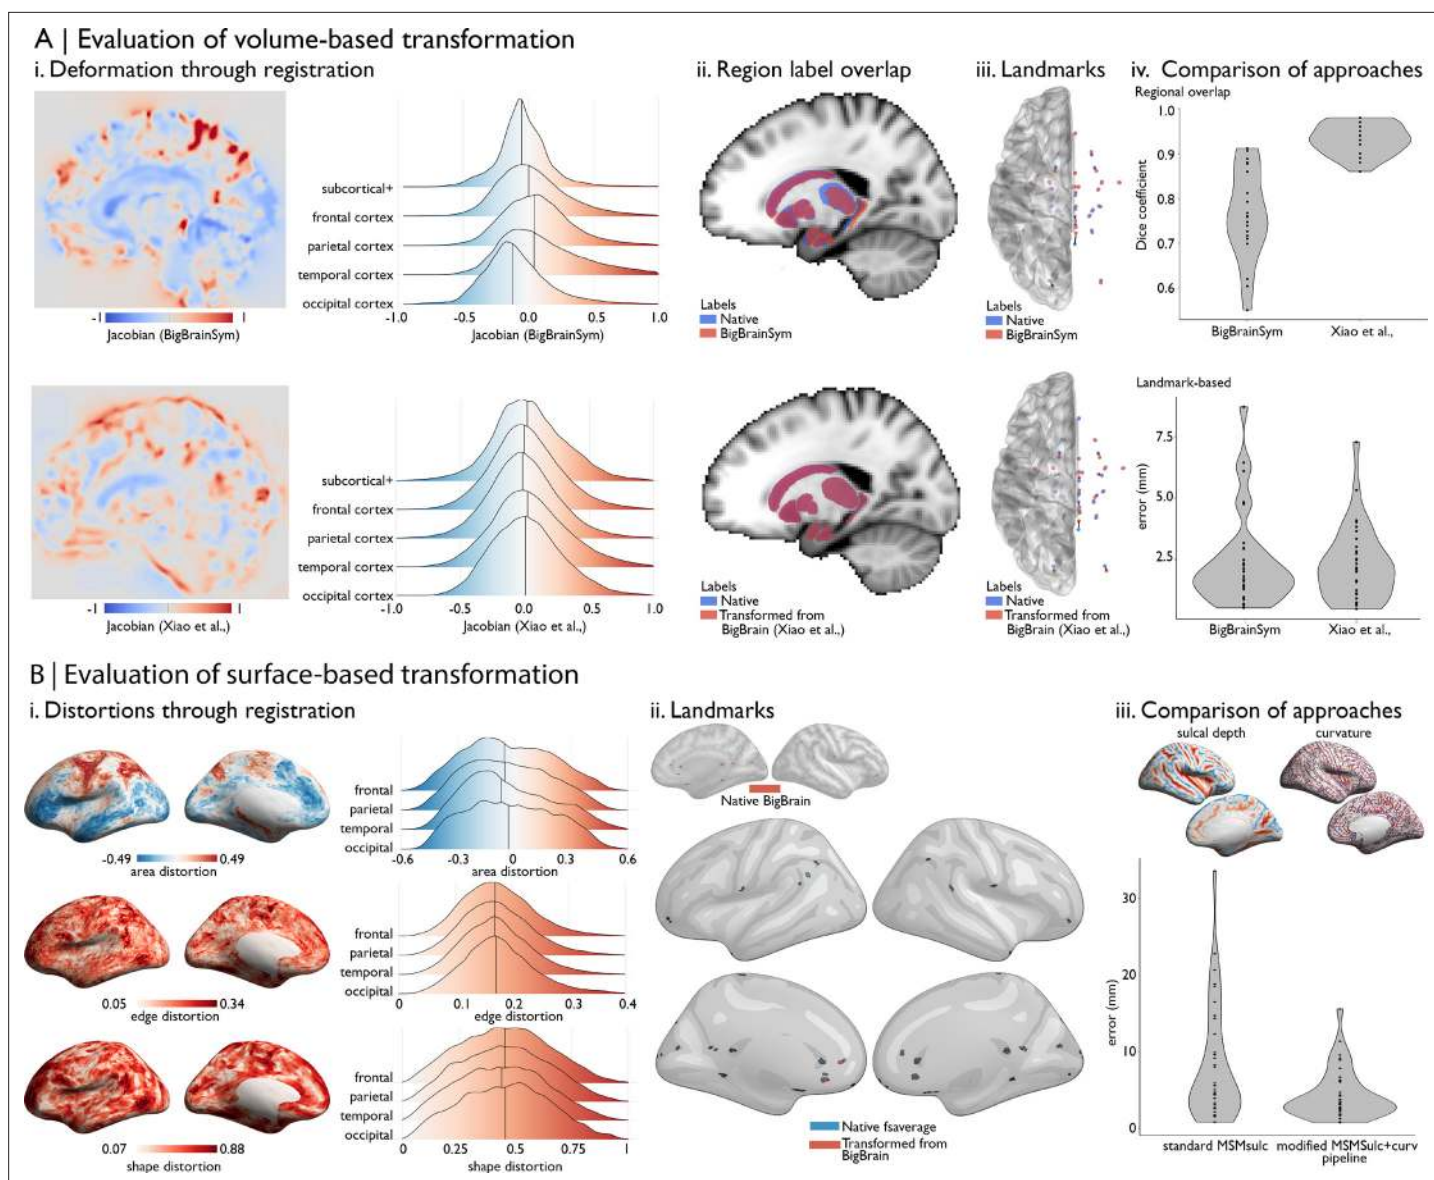 A | Evaluation of volume-based transformation
i. Deformation through registration
ii. Region label overlap
iii. Landmarks
iv. Comparison of approaches
-1
1
Jacobian (BigBrainSym)
subcortical+
frontal cortex
parietal cortex
temporal cortex
occipital cortex
-1.0
-0.5
0.0
0.5
1.0
Jacobian (BigBrainSym)
Labels
Native
BigBrainSym
Labels
Native
BigBrainSym
Regional overlap
1.0
0.9
0.8
0.7
0.6
Dice coefficient
BigBrainSym
Xiao et al.,
-1
1
Jacobian (Xiao et al.,)
subcortical+
frontal cortex
parietal cortex
temporal cortex
occipital cortex
-1.0
-0.5
0.0
0.5
1.0
Jacobian (Xiao et al.,)
Labels
Native
Transformed from
BigBrain (Xiao et al.,)
Labels
Native
Transformed from
BigBrain (Xiao et al.,)
Landmark-based
7.5
5.0
2.5
error (mm)
BigBrainSym
Xiao et al.,
B | Evaluation of surface-based transformation
i. Distortions through registration
ii. Landmarks
iii. Comparison of approaches
-0.49
0.49
area distortion
frontal
parietal
temporal
occipital
-0.6
-0.3
0
0.3
0.6
area distortion
0.05
0.34
edge distortion
frontal
parietal
temporal
occipital
0
0.1
0.2
0.3
0.4
edge distortion
0.07
0.88
shape distortion
frontal
parietal
temporal
occipital
0
0.25
0.5
0.75
1
shape distortion
Native BigBrain
Native fsaverage
Transformed from
BigBrain
sulcal depth
curvature
30
20
10
0
error (mm)
standard MSMsulc
modified MSMSulc+curv
pipeline